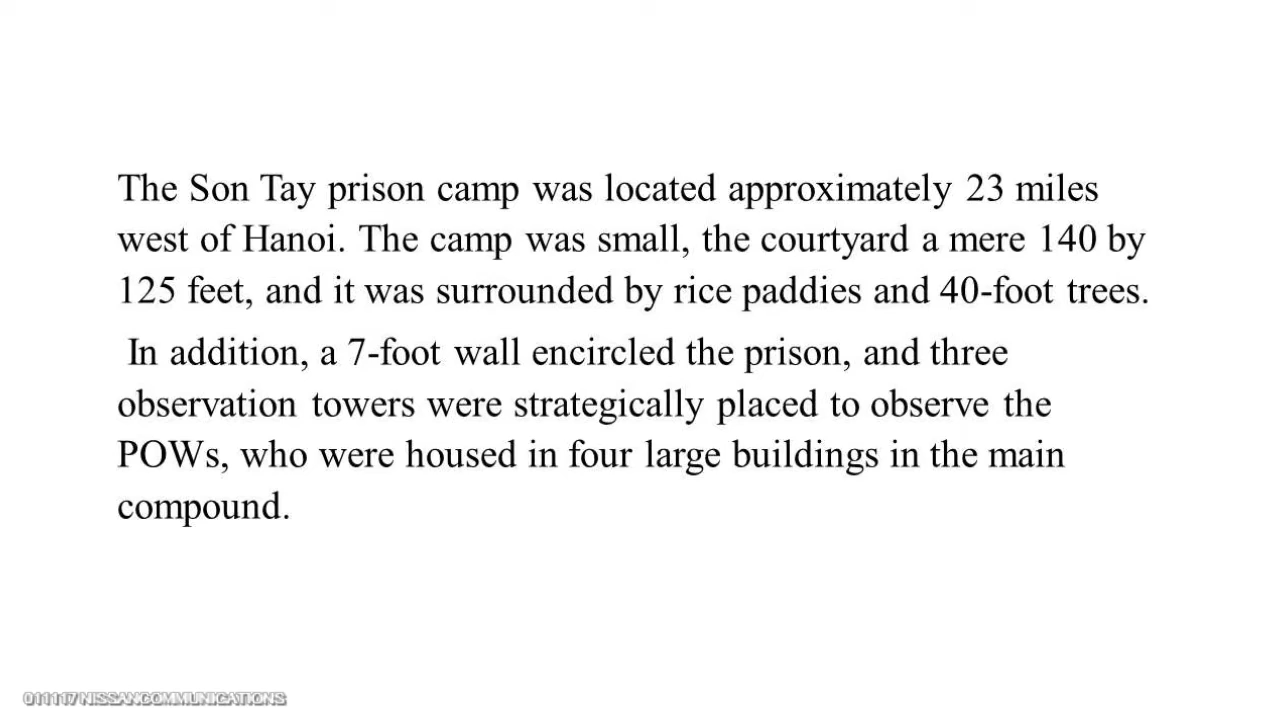 The Son Tay prison camp was located approximately 23 miles
west of Hanoi. The camp was small, the courtyard a mere 140 by
125 feet, and it was surrounded by rice paddies and 40-foot trees.
In addition, a 7-foot wall encircled the prison, and three
observation towers were strategically placed to observe the
POWs, who were housed in four large buildings in the main
compound.
011117 NISSANCOMMUNICATIONS